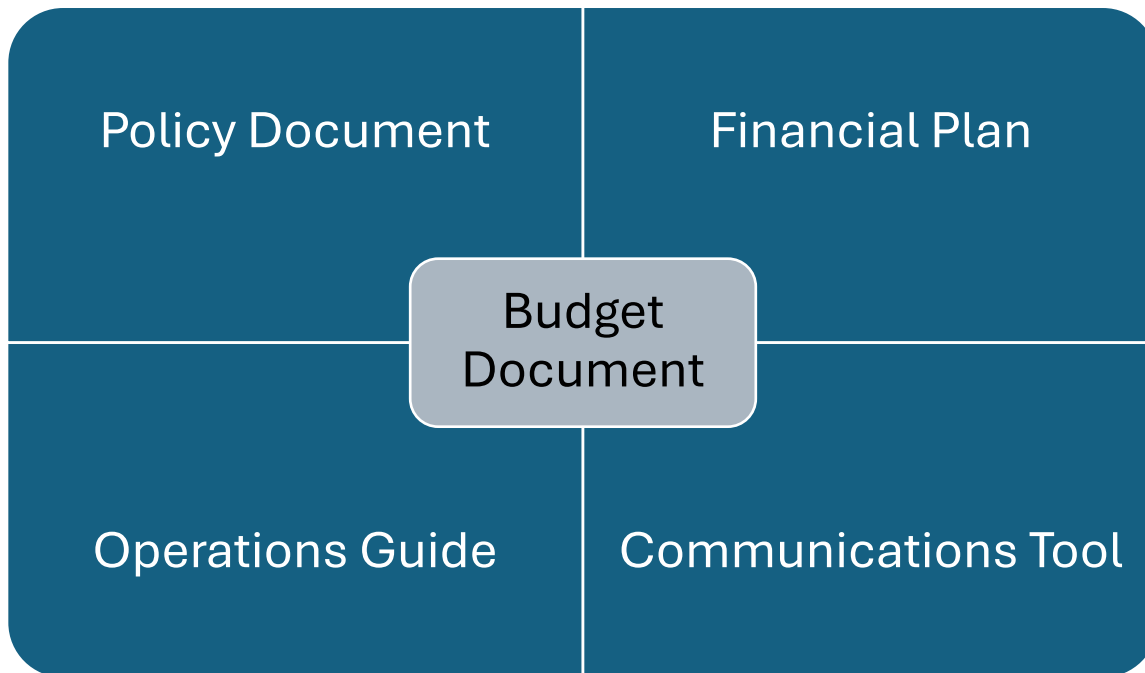 Policy Document
Financial Plan
Budget
Document
Operations Guide
Communications Tool